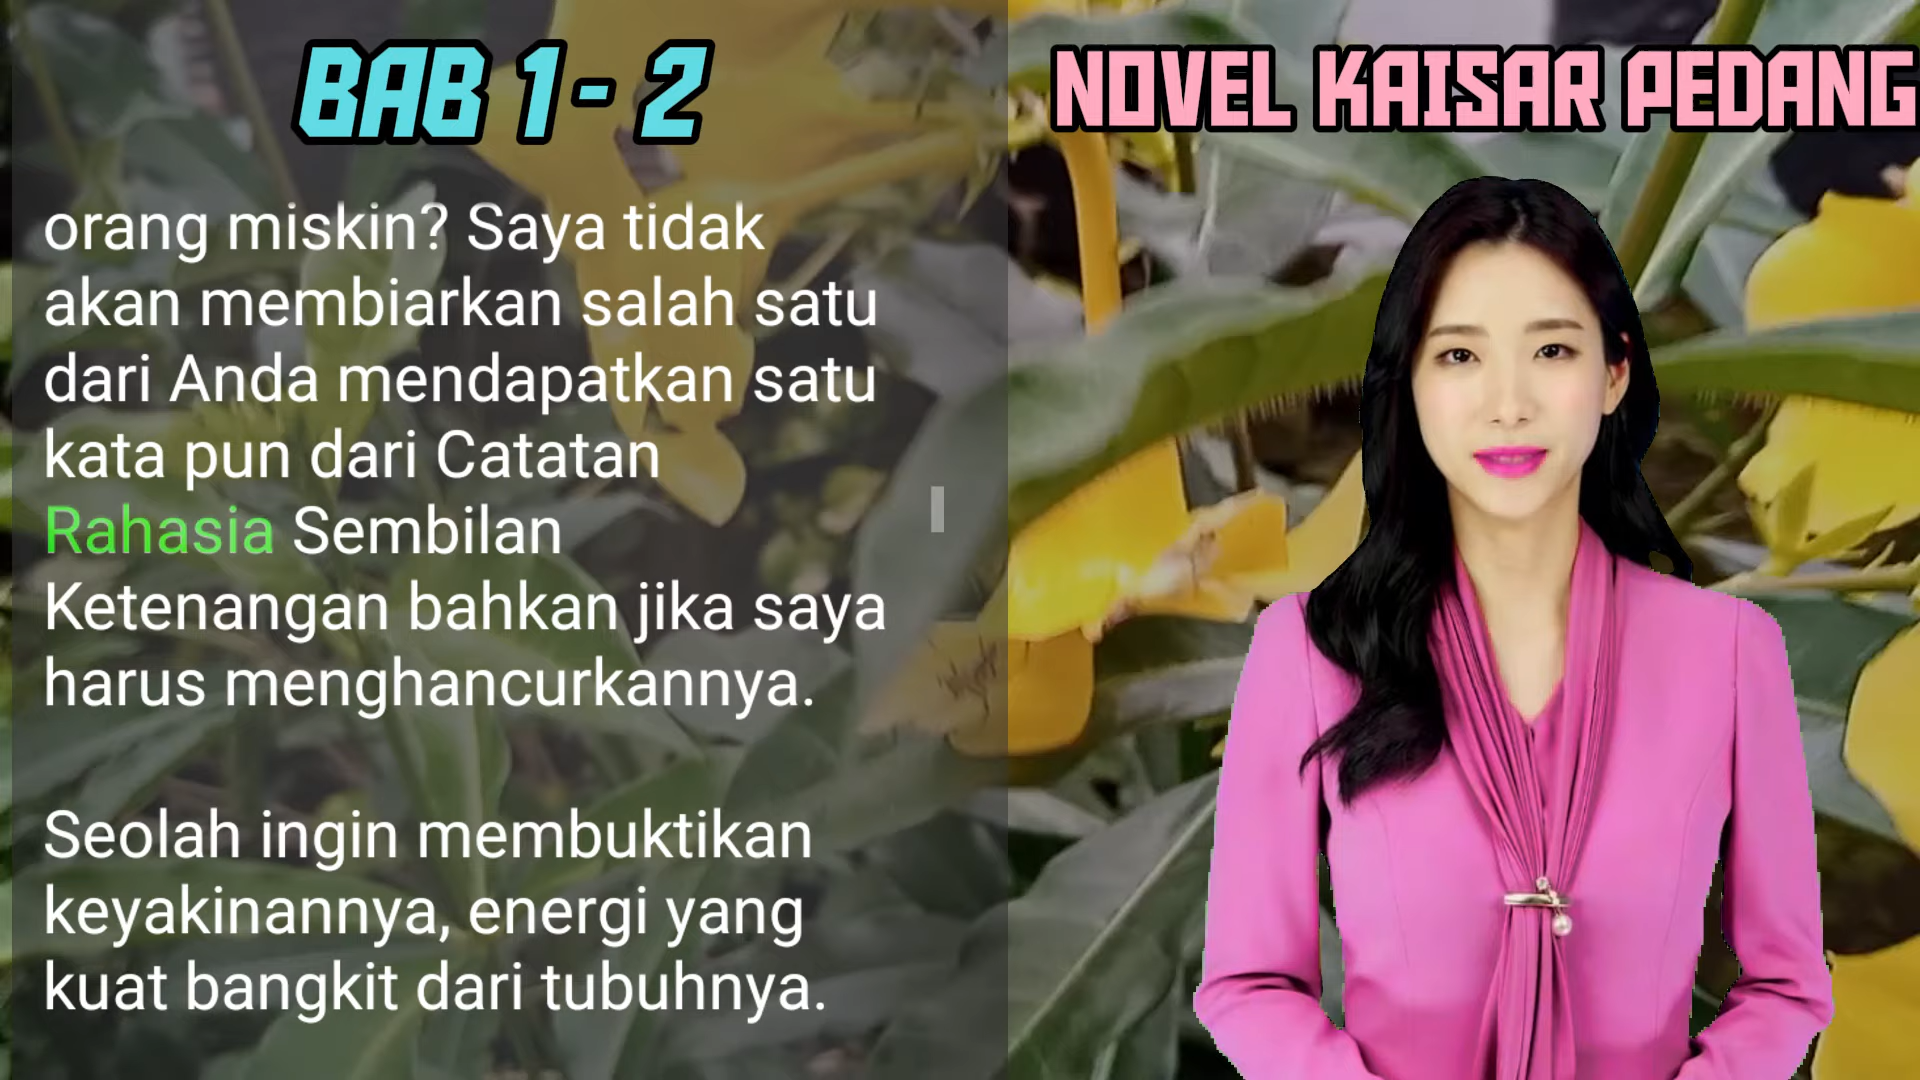 BAB 1 - 2
NOVEL KAISAR PEDANG
orang miskin? Saya tidak
akan membiarkan salah satu
dari Anda mendapatkan satu
kata pun dari Catatan
Rahasia Sembilan
Ketenangan bahkan jika saya
harus menghancurkannya.
Seolah ingin membuktikan
keyakinannya, energi yang
kuat bangkit dari tubuhnya.